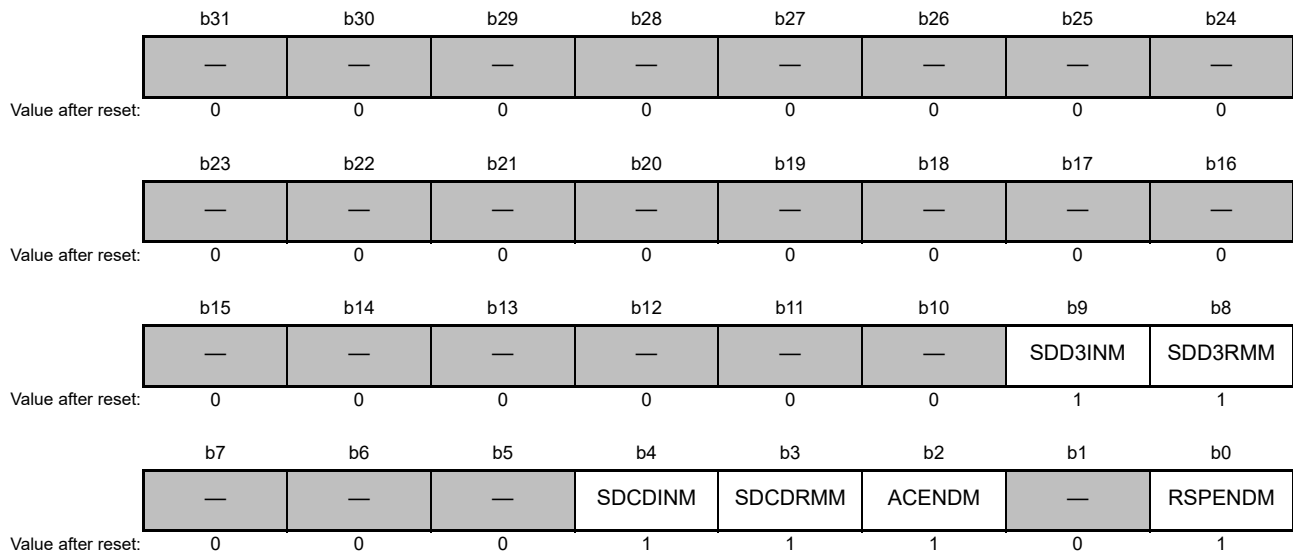 b31 b30 b29 b28 b27 b26 b25 b24
— — — — — — — —
Value after reset: 0 0 0 0 0 0 0 0
b23 b22 b21 b20 b19 b18 b17 b16
— — — — — — — —
Value after reset: 0 0 0 0 0 0 0 0
b15 b14 b13 b12 b11 b10 b9 b8
— — — — — — SDD3INM SDD3RMM
Value after reset: 0 0 0 0 0 0 1 1
b7 b6 b5 b4 b3 b2 b1 b0
— — — SDCDINM SDCDRMM ACENDM — RSPENDM
Value after reset: 0 0 0 1 1 1 0 1